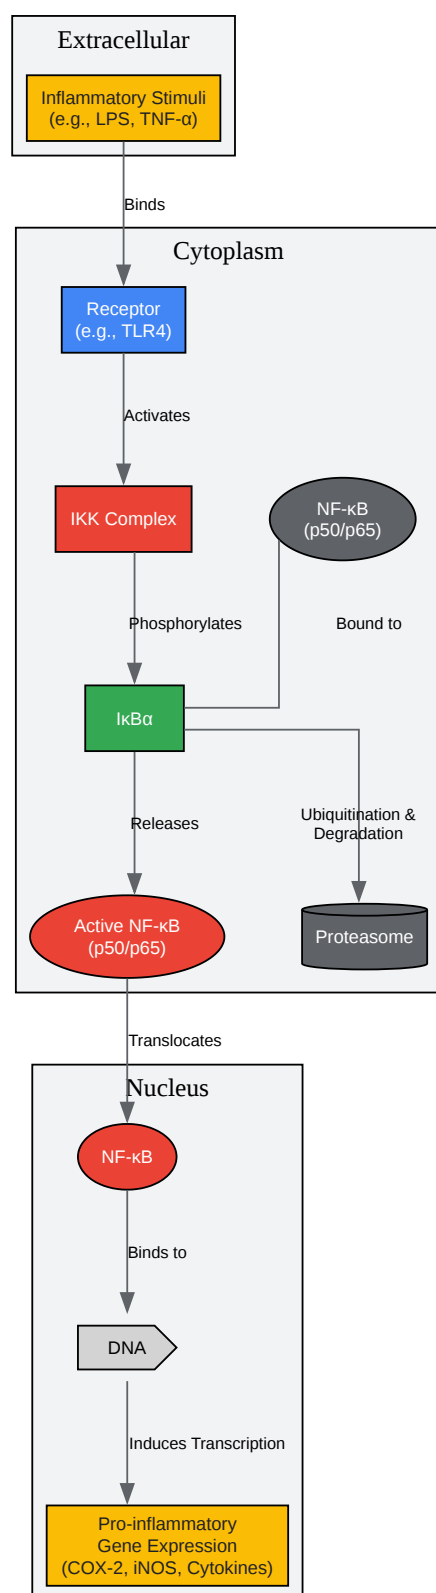 Extracellular
Inflammatory Stimuli
(e.g., LPS, TNF-α)
Binds
Cytoplasm
Receptor
(e.g., TLR4)
Activates
IKK Complex
NF-κB
(p50/p65)
Phosphorylates
Bound to
IκBα
Releases
Ubiquitination &
Degradation
Active NF-κB
(p50/p65)
Proteasome
Translocates
Nucleus
NF-κB
Binds to
DNA
Induces Transcription
Pro-inflammatory
Gene Expression
(COX-2, iNOS, Cytokines)